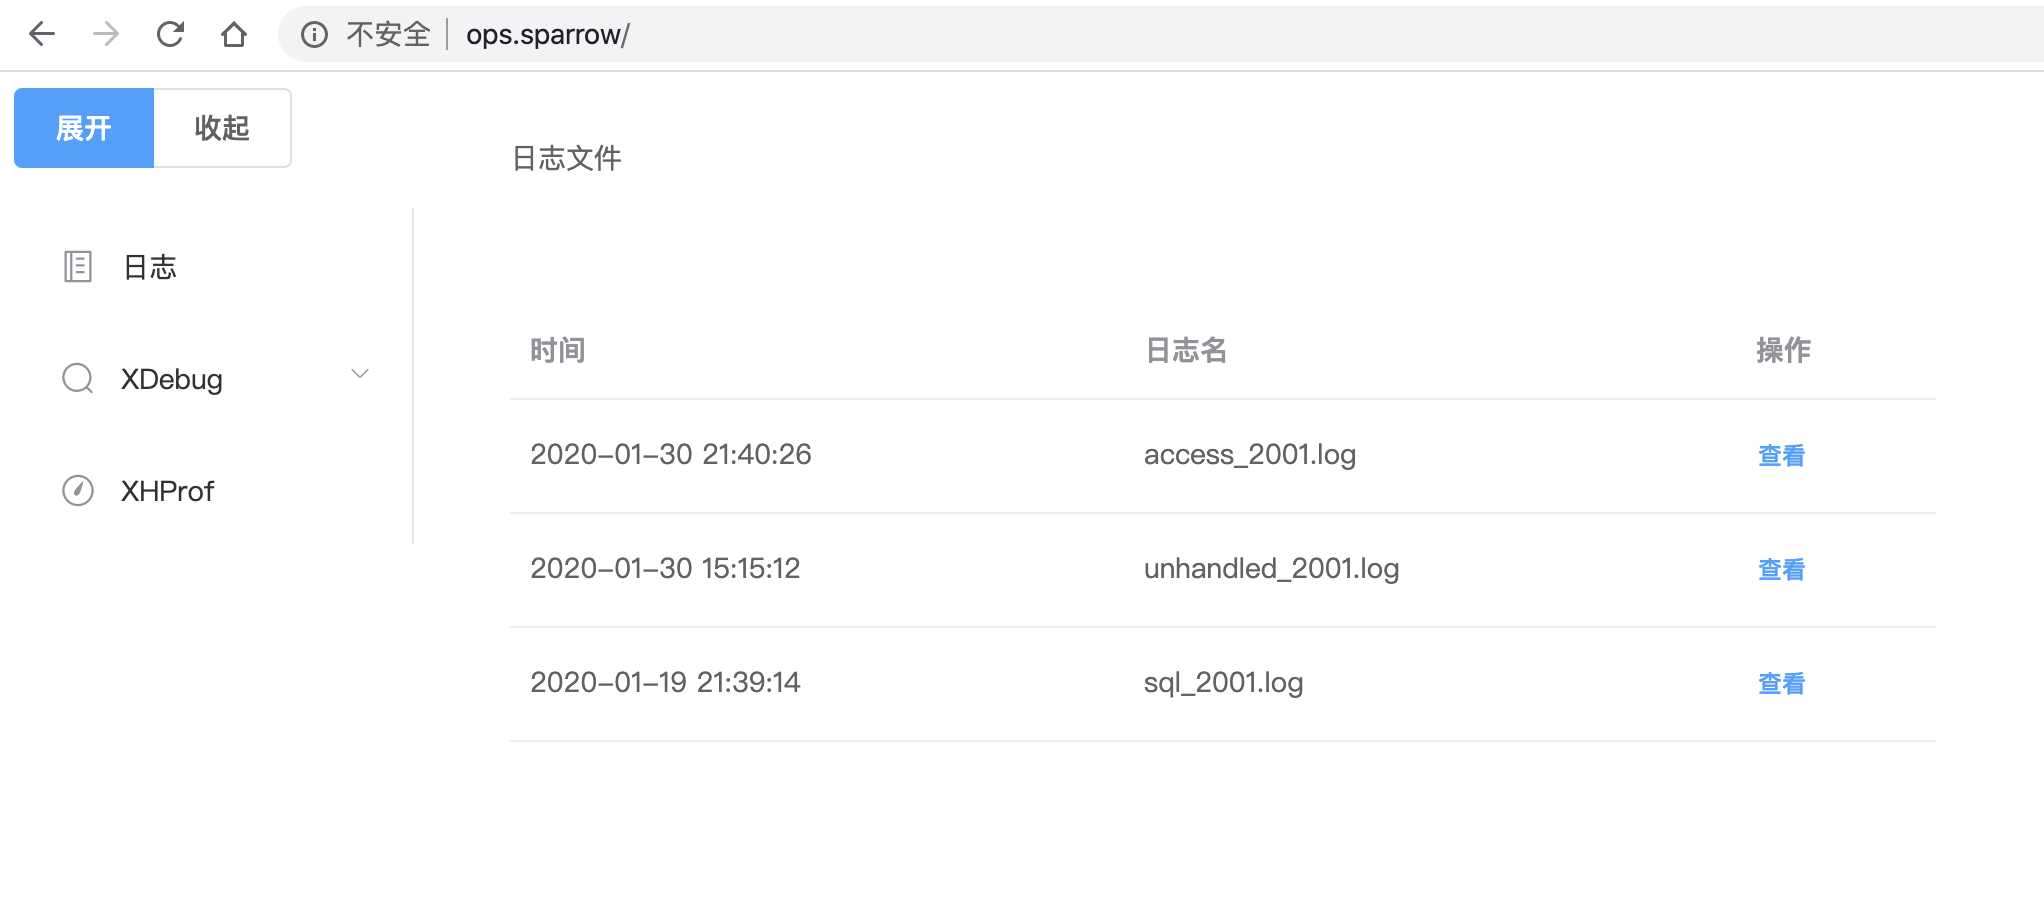 不安全 ops.sparrow/
展开 收起
日志文件
日志
XDebug
XHProf
时间 日志名 操作
2020-01-30 21:40:26 access_2001.log 查看
2020-01-30 15:15:12 unhandled_2001.log 查看
2020-01-19 21:39:14 sql_2001.log 查看